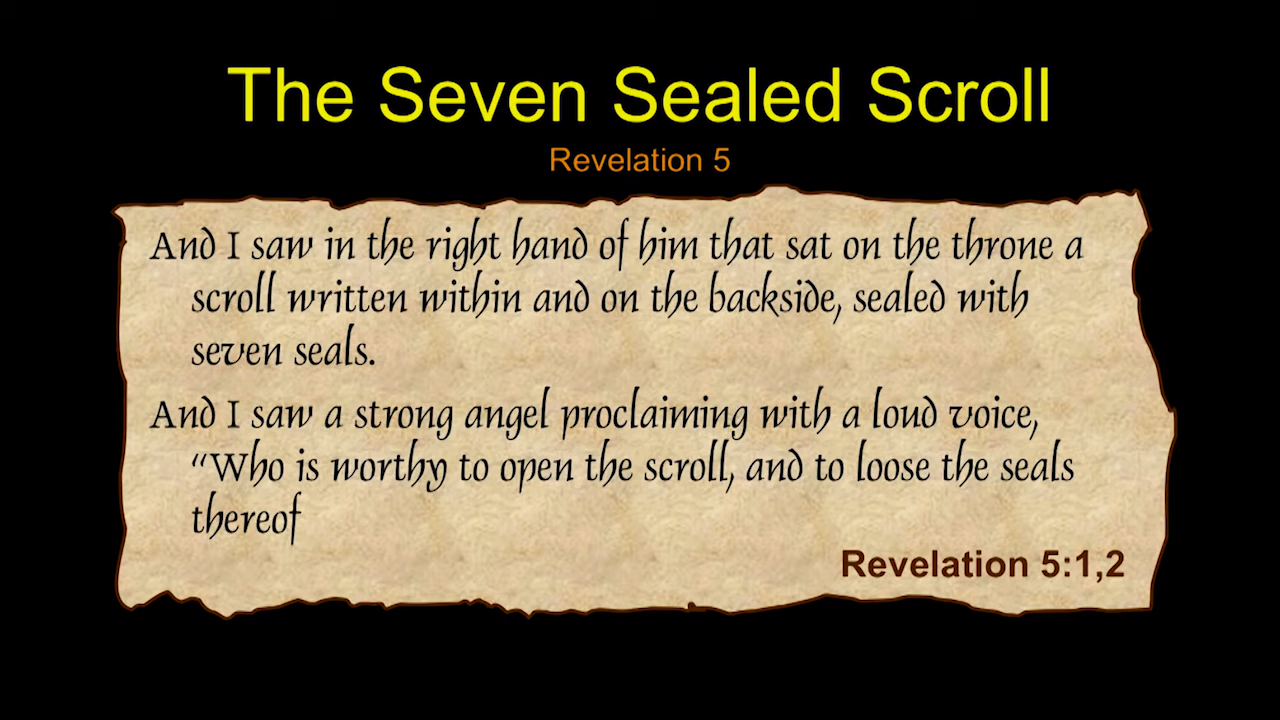 The Seven Sealed Scroll
Revelation 5
And I saw in the right hand of him that sat on the throne a
scroll written within and on the backside, sealed with
seven seals.
And I saw a strong angel proclaiming with a loud voice,
“Who is worthy to open the scroll, and to loose the seals
thereof
Revelation 5:1,2